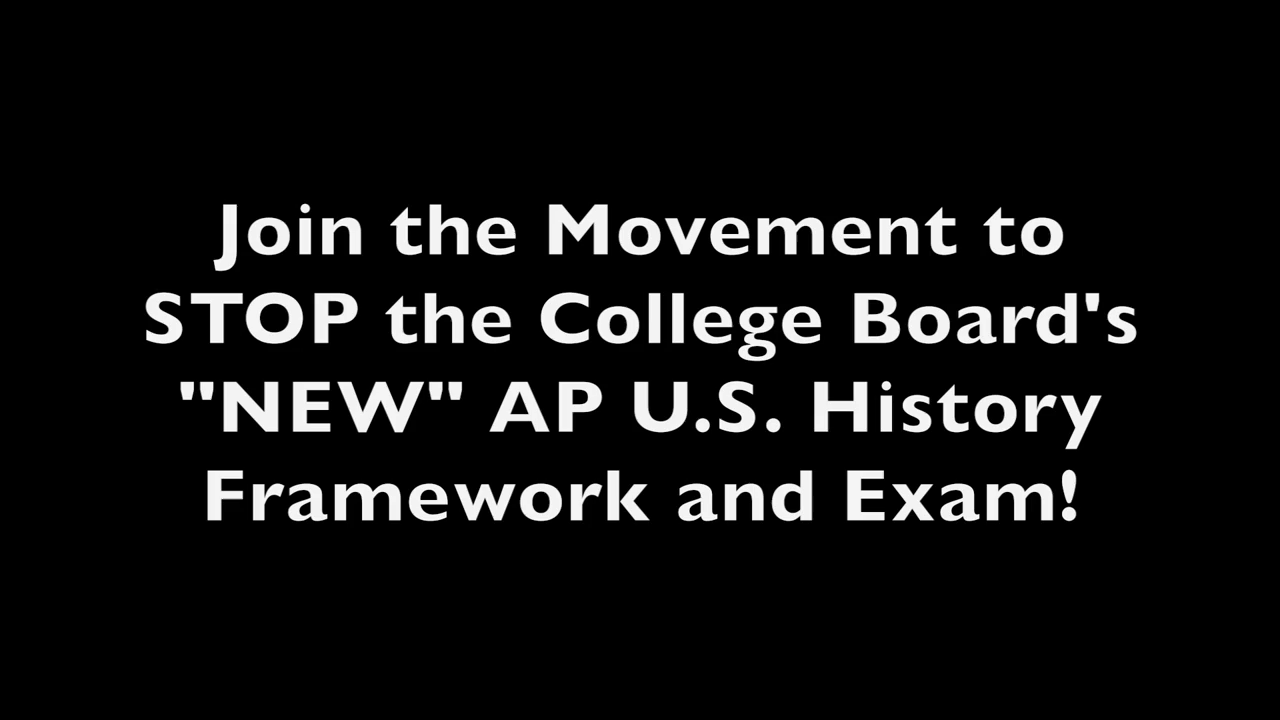 Join the Movement to
STOP the College Board's
"NEW" AP U.S. History
Framework and Exam!